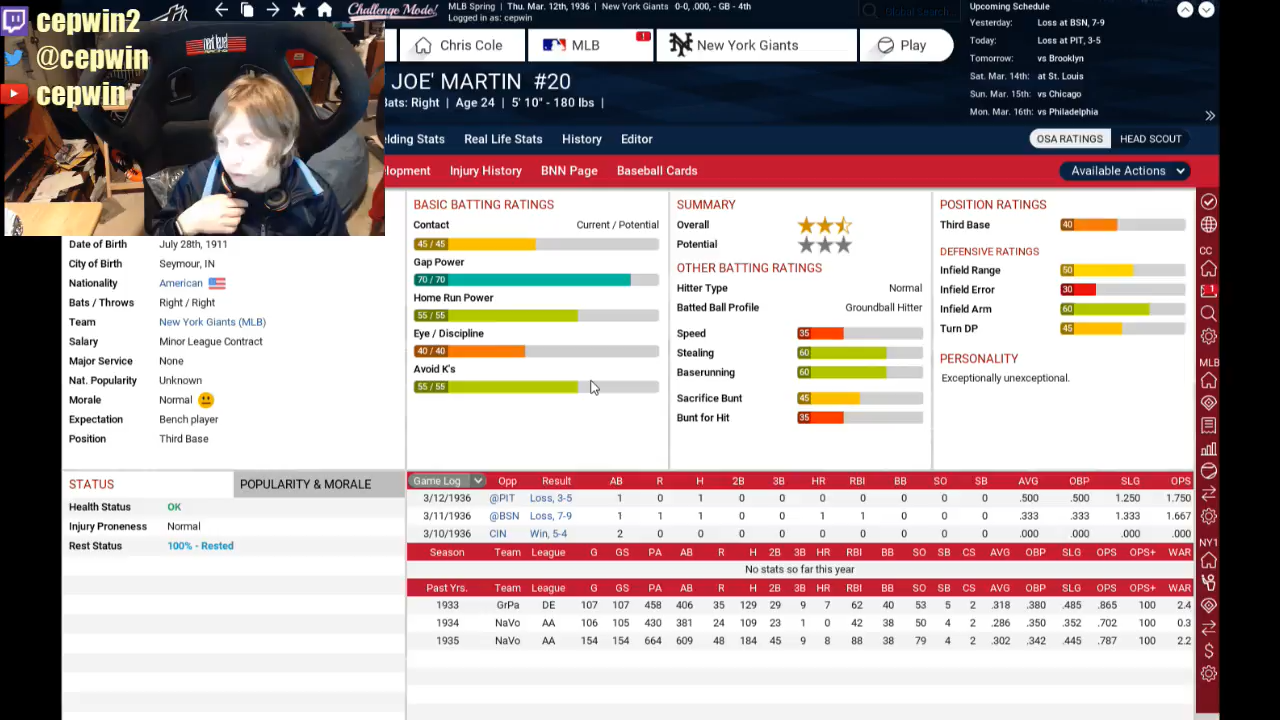 cepwin2
@cepwin
cepwin
Challenge Mode!
MLB Spring | Thu. Mar. 12th, 1936 | New York Giants 0-0, .000, - GB - 4th
Logged in as: cepwin
Global Search...
Upcoming Schedule
Yesterday: Loss at BSN, 7-9
Today: Loss at PIT, 3-5
Tomorrow: vs Brooklyn
Sat. Mar. 14th: at St. Louis
Sun. Mar. 15th: vs Chicago
Mon. Mar. 16th: vs Philadelphia
Chris Cole
MLB
New York Giants
Play
JOE' MARTIN #20
Bats: Right | Age 24 | 5' 10" - 180 lbs |
elding Stats Real Life Stats History Editor
OSA RATINGS HEAD SCOUT
lopment Injury History BNN Page Baseball Cards
Available Actions
Date of Birth July 28th, 1911
City of Birth Seymour, IN
Nationality American
Bats / Throws Right / Right
Team New York Giants (MLB)
Salary Minor League Contract
Major Service None
Nat. Popularity Unknown
Morale Normal
Expectation Bench player
Position Third Base
BASIC BATTING RATINGS
Contact Current / Potential
45 / 45
Gap Power
70 / 70
Home Run Power
55 / 55
Eye / Discipline
40 / 40
Avoid K's
55 / 55
SUMMARY
Overall
Potential
OTHER BATTING RATINGS
Hitter Type Normal
Batted Ball Profile Groundball Hitter
Speed 35
Stealing 60
Baserunning 60
Sacrifice Bunt 45
Bunt for Hit 35
POSITION RATINGS
Third Base 40
DEFENSIVE RATINGS
Infield Range 50
Infield Error 30
Infield Arm 60
Turn DP 45
PERSONALITY
Exceptionally unexceptional.
CC
1
MLB
NY1
STATUS POPULARITY & MORALE
Health Status OK
Injury Proneness Normal
Rest Status 100% - Rested
Game Log Opp Result AB R H 2B 3B HR RBI BB SO SB AVG OBP SLG OPS
3/12/1936 @PIT Loss, 3-5 1 0 1 0 0 0 0 0 0 0 .500 .500 1.250 1.750
3/11/1936 @BSN Loss, 7-9 1 1 1 0 0 1 1 0 0 0 .333 .333 1.333 1.667
3/10/1936 CIN Win, 5-4 2 0 0 0 0 0 0 0 0 0 .000 .000 .000 .000
Season Team League G GS PA AB R H 2B 3B HR RBI BB SO SB CS AVG OBP SLG OPS OPS+ WAR
No stats so far this year
Past Yrs. Team League G GS PA AB R H 2B 3B HR RBI BB SO SB CS AVG OBP SLG OPS OPS+ WAR
1933 GrPa DE 107 107 458 406 35 129 29 9 7 62 40 53 5 2 .318 .380 .485 .865 100 2.4
1934 NaVo AA 106 105 430 381 24 109 23 1 0 42 38 50 4 2 .286 .350 .352 .702 100 0.3
1935 NaVo AA 154 154 664 609 48 184 45 9 8 88 38 79 4 2 .302 .342 .445 .787 100 2.2